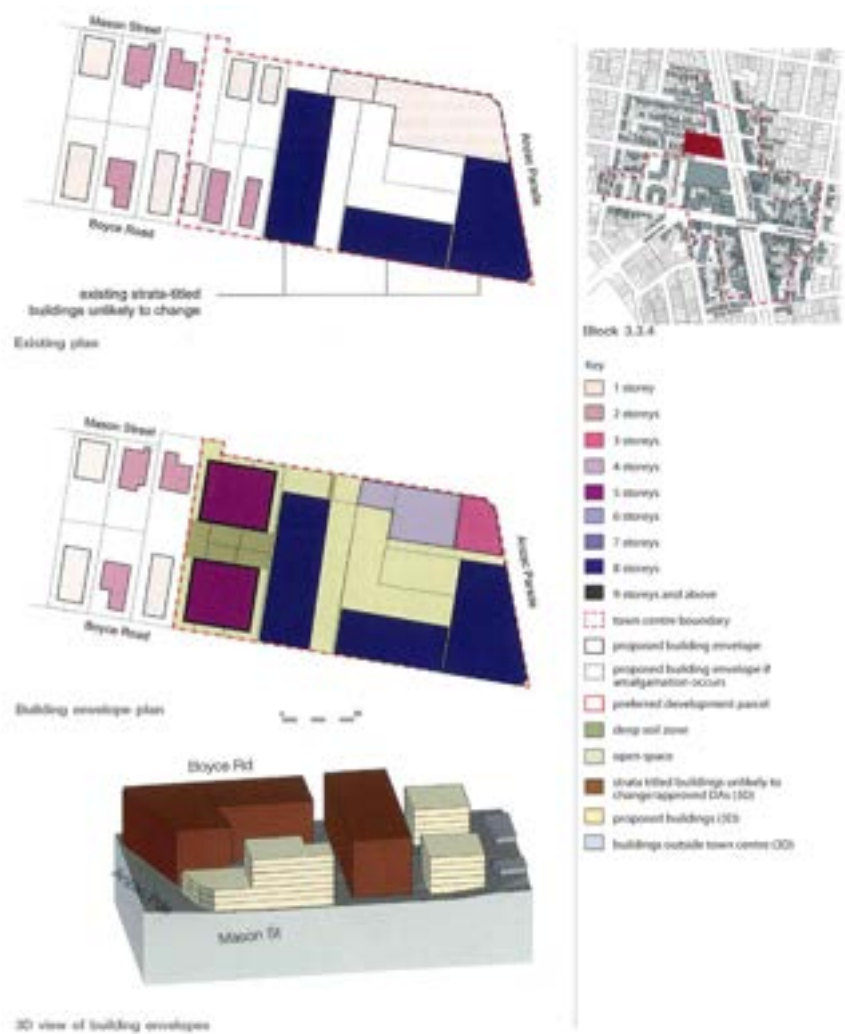 Mason Street
Anzac Parade
Boyce Road
existing strata-titled
buildings unlikely to change
Existing plan
Block 3.3.4
Key
1 storey
2 storeys
3 storeys
4 storeys
5 storeys
6 storeys
7 storeys
8 storeys
9 storeys and above
town centre boundary
proposed building envelope
proposed building envelope if
amalgamation occurs
preferred development parcel
deep soil zone
open space
strata titled buildings unlikely to
change/approved DAs (3D)
proposed buildings (3D)
buildings outside town centre (3D)
Mason Street
Anzac Parade
Boyce Road
Building envelope plan
Boyce Rd
Anzac Pde
Mason St
3D view of building envelopes